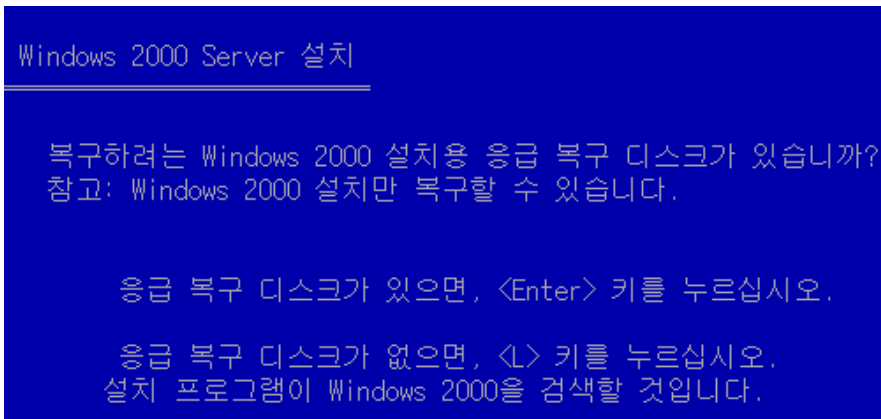 Windows 2000 Server 설치
복구하려는 Windows 2000 설치용 응급 복구 디스크가 있습니까?
참고: Windows 2000 설치만 복구할 수 있습니다.
응급 복구 디스크가 있으면, <Enter> 키를 누르십시오.
응급 복구 디스크가 없으면, <L> 키를 누르십시오.
설치 프로그램이 Windows 2000을 검색할 것입니다.